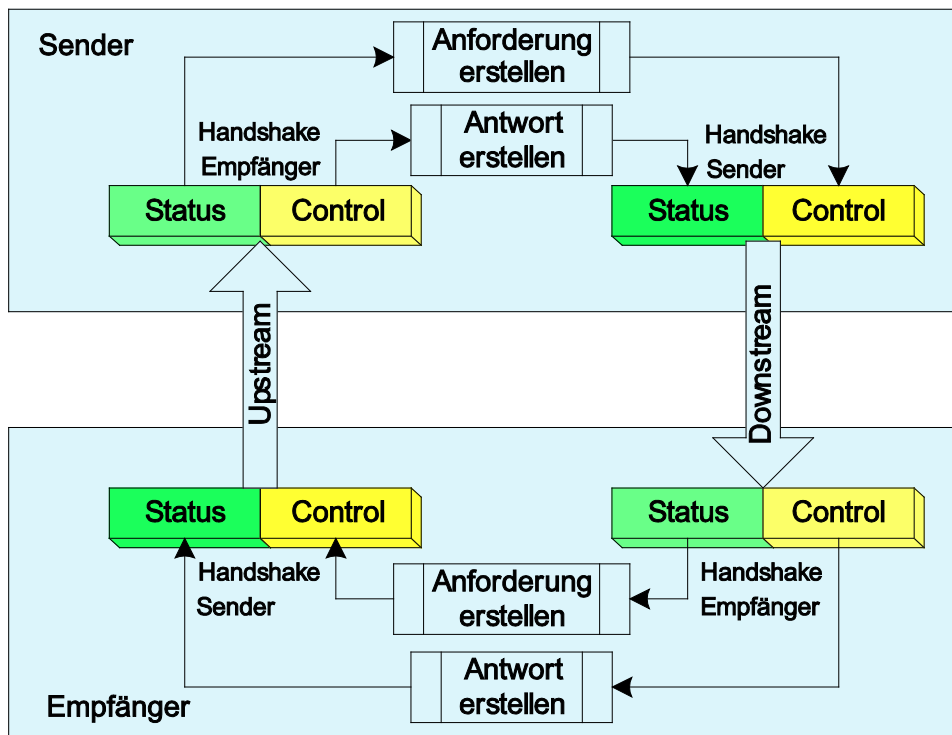 Sender
Anforderung
erstellen
Antwort
erstellen
Handshake
Empfänger
Handshake
Sender
Status
Control
Status
Control
Upstream
Downstream
Status
Control
Status
Control
Handshake
Sender
Anforderung
erstellen
Handshake
Empfänger
Antwort
erstellen
Empfänger